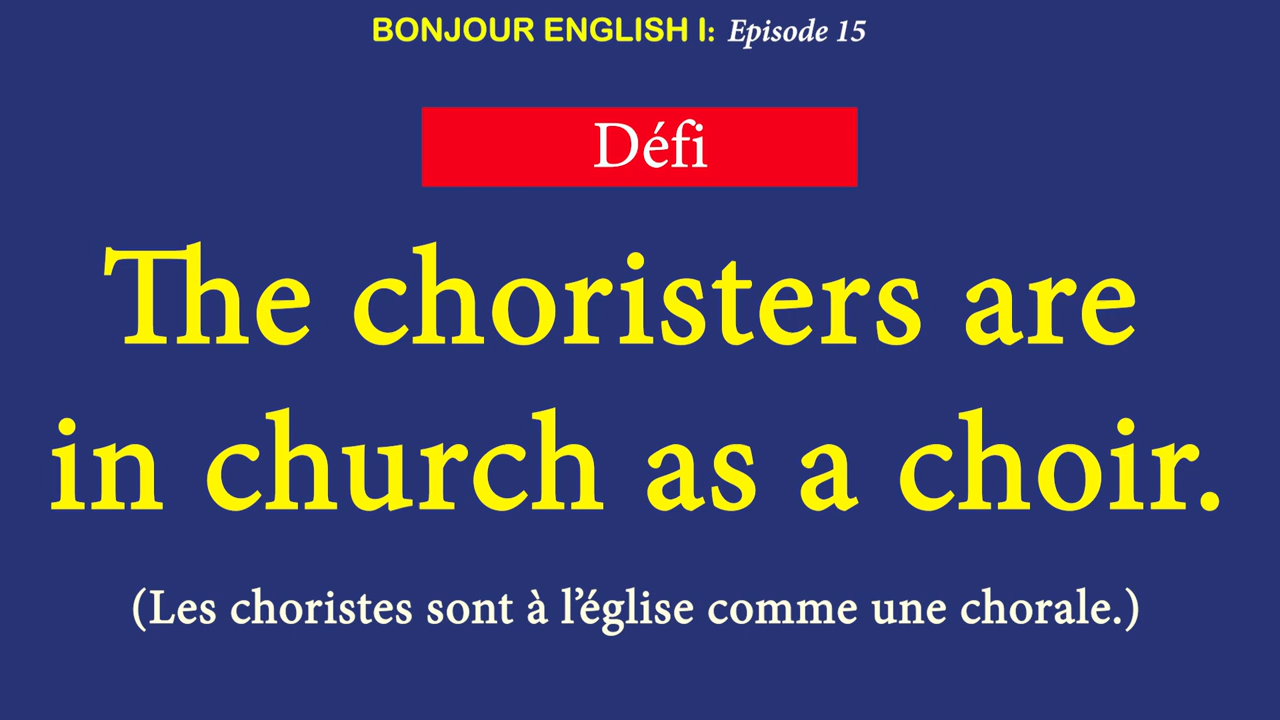 BONJOUR ENGLISH I: Episode 15
Défi
The choristers are
in church as a choir.
(Les choristes sont à l’église comme une chorale.)